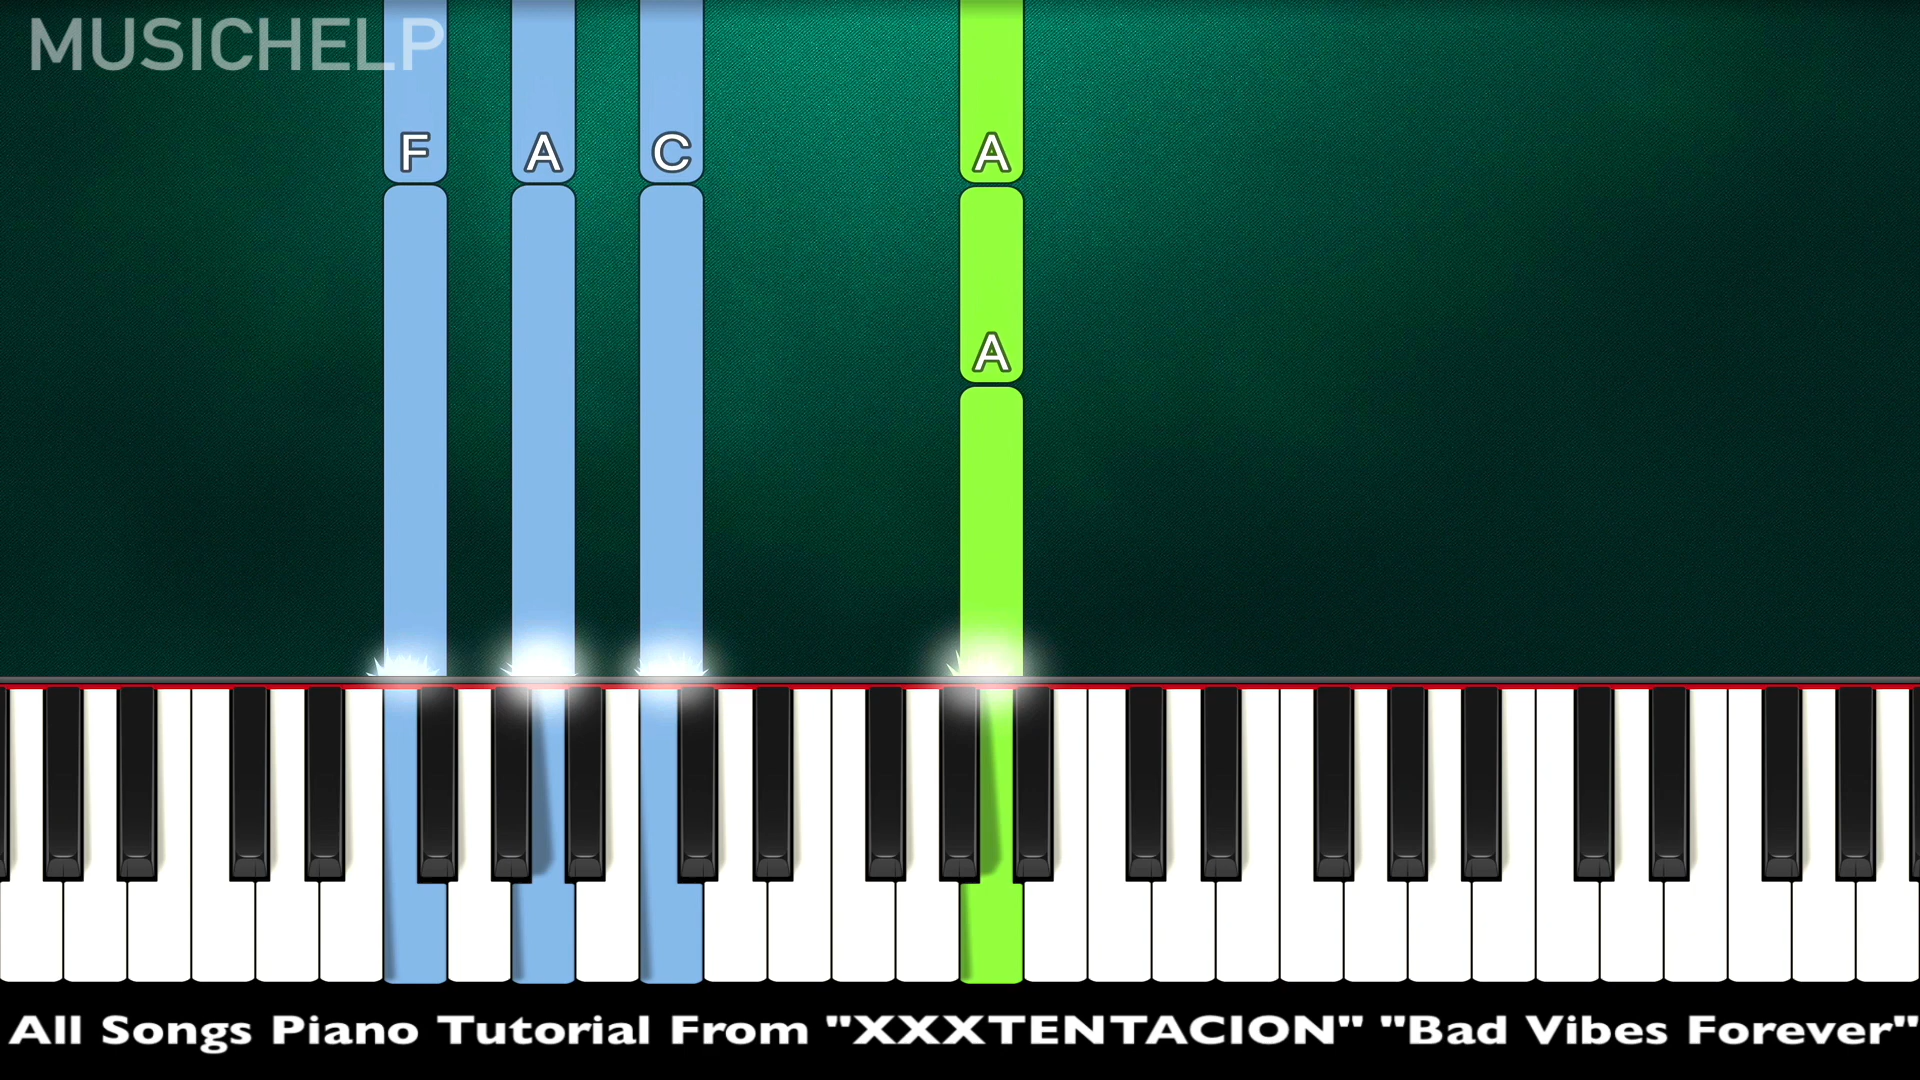 MUSICHELP
F A C A
A
All Songs Piano Tutorial From "XXXTENTACION" "Bad Vibes Forever"